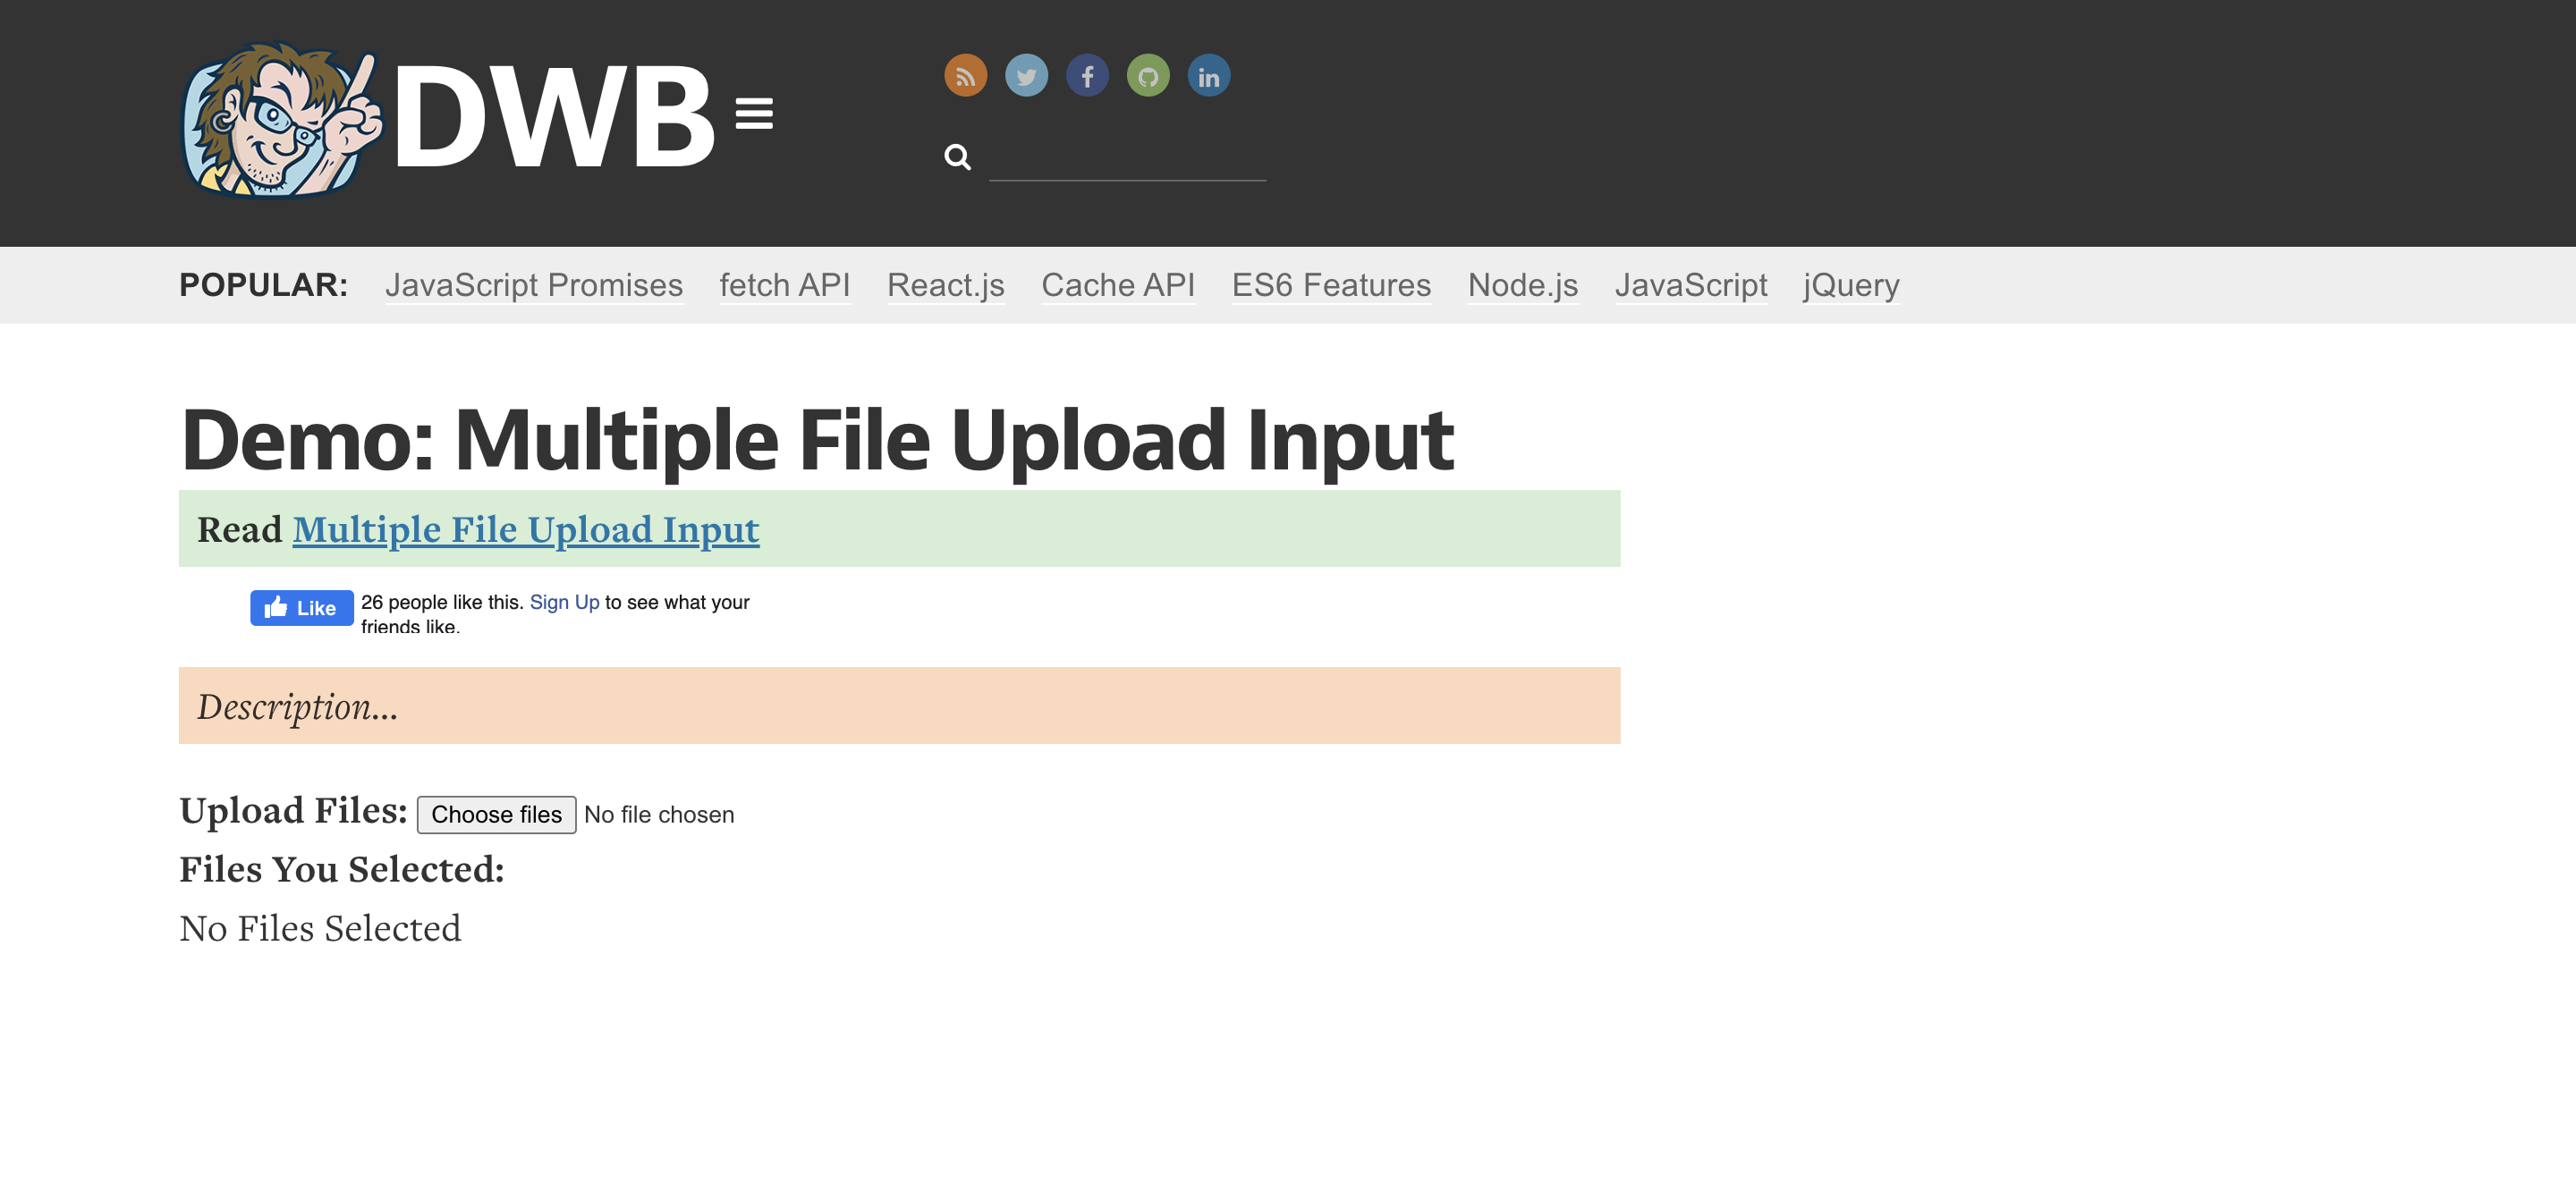 DWB
POPULAR: JavaScript Promises fetch API React.js Cache API ES6 Features Node.js JavaScript jQuery
Demo: Multiple File Upload Input
Read Multiple File Upload Input
Like 26 people like this. Sign Up to see what your
friends like.
Description...
Upload Files: Choose files No file chosen
Files You Selected:
No Files Selected